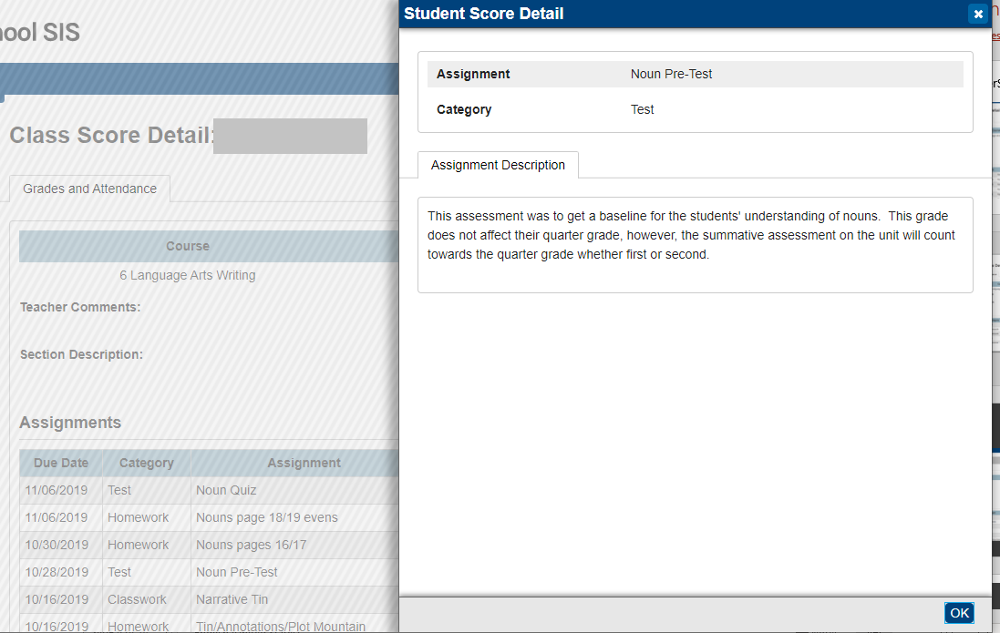 ool SIS
Class Score Detail:
Grades and Attendance
Course
6 Language Arts Writing
Teacher Comments:
Section Description:
Assignments
Due Date Category Assignment
11/06/2019 Test Noun Quiz
11/06/2019 Homework Nouns page 18/19 evens
10/30/2019 Homework Nouns pages 16/17
10/28/2019 Test Noun Pre-Test
10/16/2019 Classwork Narrative Tin
10/16/2019 Homework Tin/Annotations/Plot Mountain
Student Score Detail
Assignment Noun Pre-Test
Category Test
Assignment Description
This assessment was to get a baseline for the students' understanding of nouns.  This grade
does not affect their quarter grade, however, the summative assessment on the unit will count
towards the quarter grade whether first or second.
OK